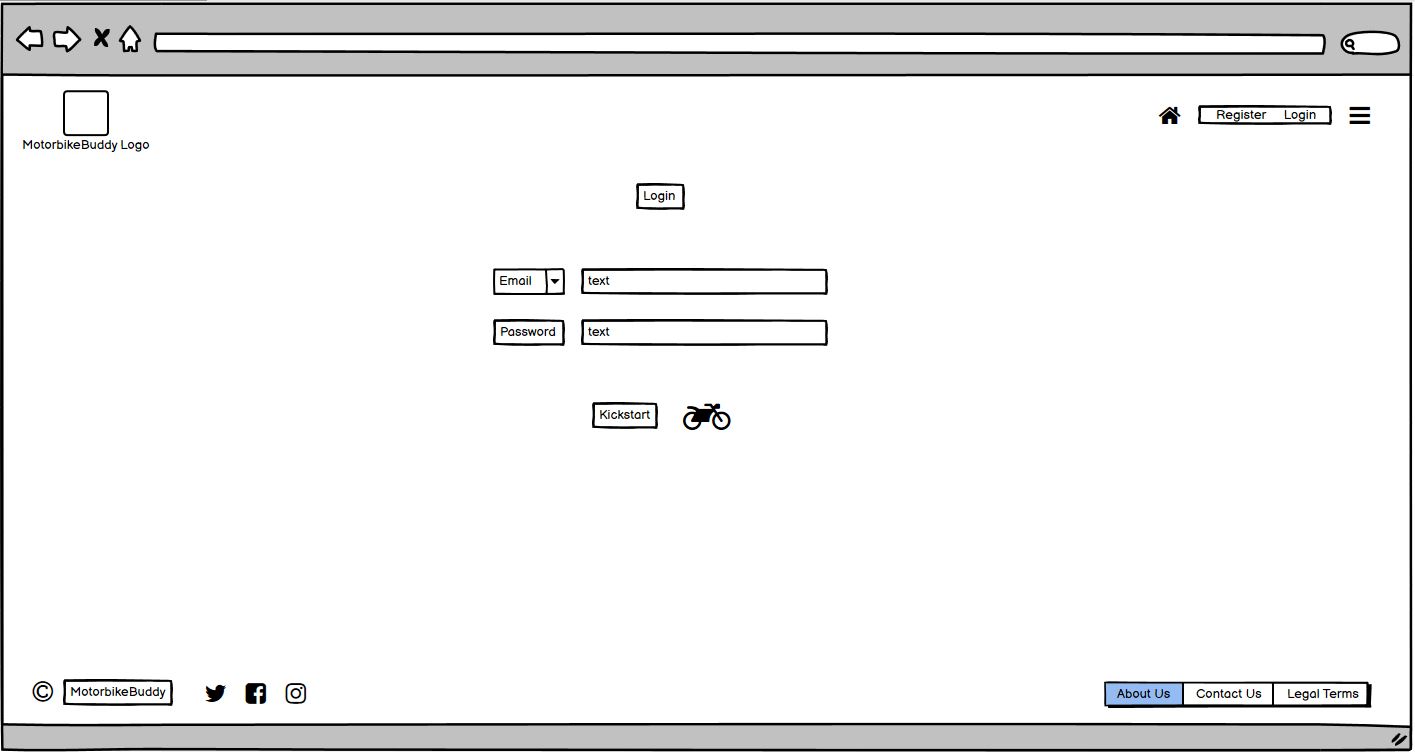 Register Login
MotorbikeBuddy Logo
Login
Email text
Password text
Kickstart
© MotorbikeBuddy About Us Contact Us Legal Terms